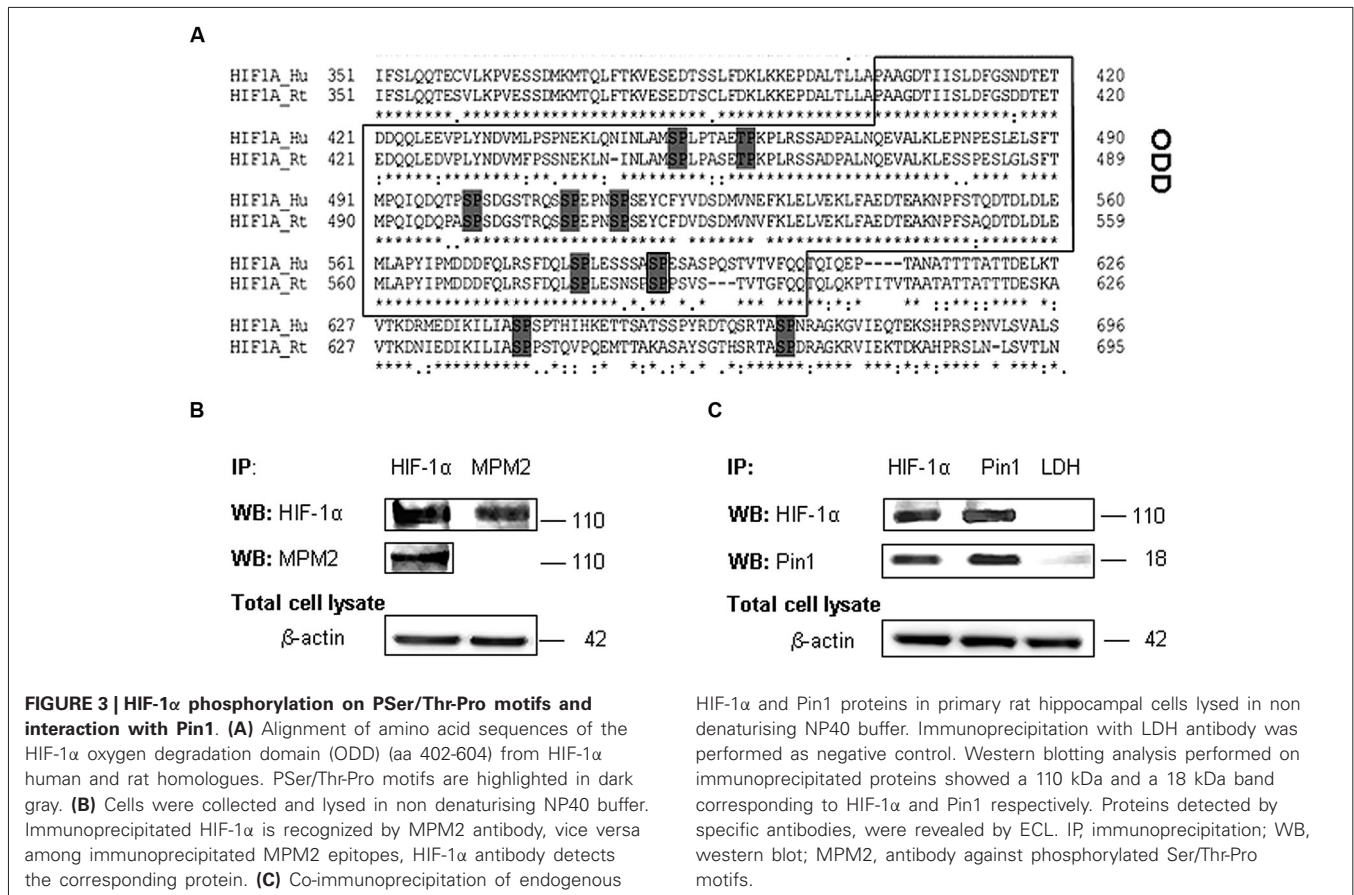 A
HIF1A_Hu 351 IFSLQQTECVLKPVESSDMKMTQLFTKVESEDTSSLFDKLKKEPDALTLLAPAAGDTIISLDFGSNDTET 420
HIF1A_Rt 351 IFSLQQTESVLKPVESSDMKMTQLFTKVESEDTSCLFDKLKKEPDALTLLAPAAGDTIISLDFGSDDTET 420
HIF1A_Hu 421 DDQQLEEVPLYNDVMLPSPNEKLQNINLAMSPLPTAETPKPLRSSADPALNQEVALKLEPNPESLELSFT 490
HIF1A_Rt 421 EDQQLEDVPLYNDVMFPSSNEKLN-INLAMSPLPASETPKPLRSSADPALNQEVALKLESSPESLGLSFT 489
HIF1A_Hu 491 MPQIQDQTPSPSDGSTRQSSPEPNSPSEYCFYVDSDMVNEFKLELVEKLFAEDTEAKNPFSTQDTDLDLE 560
HIF1A_Rt 490 MPQIQDQPASPSDGSTRQSSPEPNSPSEYCFDVDSDMVNVFKLELVEKLFAEDTEAKNPFSAQDTDLDLE 559
HIF1A_Hu 561 MLAPYIPMDDDFQLRSFDQLSPLESSSASPESASPQSTVTVFQQTQIQEP----TANATTTTATTDELKT 626
HIF1A_Rt 560 MLAPYIPMDDDFQLRSFDQLSPLESNSPSPPSVS---TVTGFQQTQLQKPTITVTAATATTATTTDESKA 626
HIF1A_Hu 627 VTKDRMEDIKILIASPSPTHIHKETTSATSSPYRDTQSRTASPNRAGKGVIEQTEKSHPRSPNVLSVALS 696
HIF1A_Rt 627 VTKDNIEDIKILIASPPSTQVPQEMTTAKASAYSGTHSRTASPDRAGKRVIEKTDKAHPRSLN-LSVTLN 695
ODD
B
IP: HIF-1α MPM2
WB: HIF-1α — 110
WB: MPM2 — 110
Total cell lysate
β-actin — 42
C
IP: HIF-1α Pin1 LDH
WB: HIF-1α — 110
WB: Pin1 — 18
Total cell lysate
β-actin — 42
FIGURE 3 | HIF-1α phosphorylation on PSer/Thr-Pro motifs and
interaction with Pin1. (A) Alignment of amino acid sequences of the
HIF-1α oxygen degradation domain (ODD) (aa 402-604) from HIF-1α
human and rat homologues. PSer/Thr-Pro motifs are highlighted in dark
gray. (B) Cells were collected and lysed in non denaturising NP40 buffer.
Immunoprecipitated HIF-1α is recognized by MPM2 antibody, vice versa
among immunoprecipitated MPM2 epitopes, HIF-1α antibody detects
the corresponding protein. (C) Co-immunoprecipitation of endogenous
HIF-1α and Pin1 proteins in primary rat hippocampal cells lysed in non
denaturising NP40 buffer. Immunoprecipitation with LDH antibody was
performed as negative control. Western blotting analysis performed on
immunoprecipitated proteins showed a 110 kDa and a 18 kDa band
corresponding to HIF-1α and Pin1 respectively. Proteins detected by
specific antibodies, were revealed by ECL. IP, immunoprecipitation; WB,
western blot; MPM2, antibody against phosphorylated Ser/Thr-Pro
motifs.